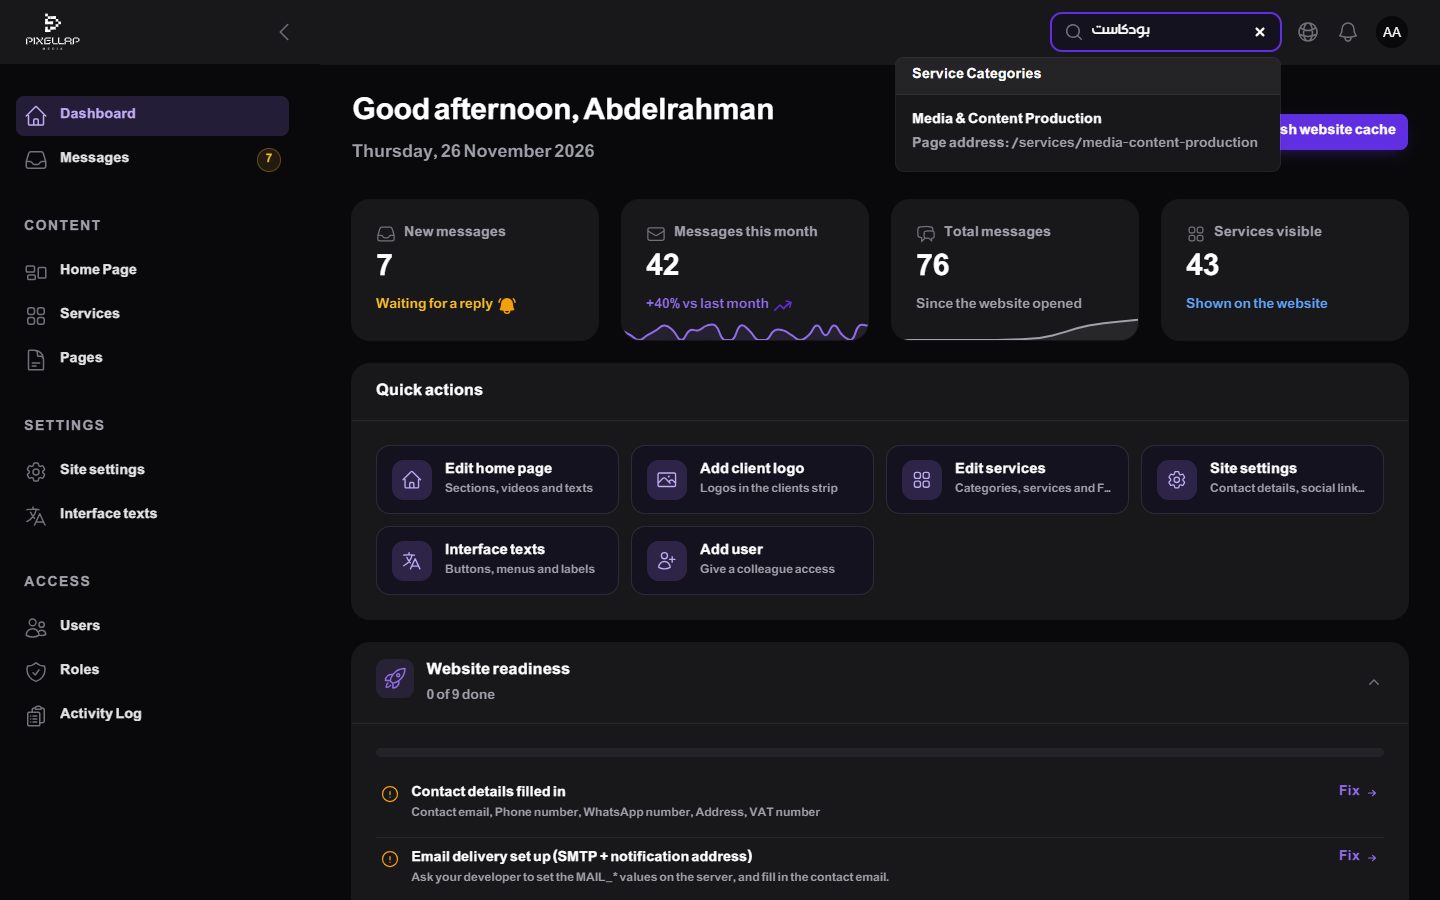 PIXELLAP
MEDIA
بودكاست
AA
Service Categories
Media & Content Production
Page address: /services/media-content-production
Dashboard
Messages
7
CONTENT
Home Page
Services
Pages
SETTINGS
Site settings
Interface texts
ACCESS
Users
Roles
Activity Log
Good afternoon, Abdelrahman
Thursday, 26 November 2026
sh website cache
New messages
7
Waiting for a reply
Messages this month
42
+40% vs last month
Total messages
76
Since the website opened
Services visible
43
Shown on the website
Quick actions
Edit home page
Sections, videos and texts
Add client logo
Logos in the clients strip
Edit services
Categories, services and F...
Site settings
Contact details, social link...
Interface texts
Buttons, menus and labels
Add user
Give a colleague access
Website readiness
0 of 9 done
Contact details filled in
Contact email, Phone number, WhatsApp number, Address, VAT number
Fix
Email delivery set up (SMTP + notification address)
Ask your developer to set the MAIL_* values on the server, and fill in the contact email.
Fix